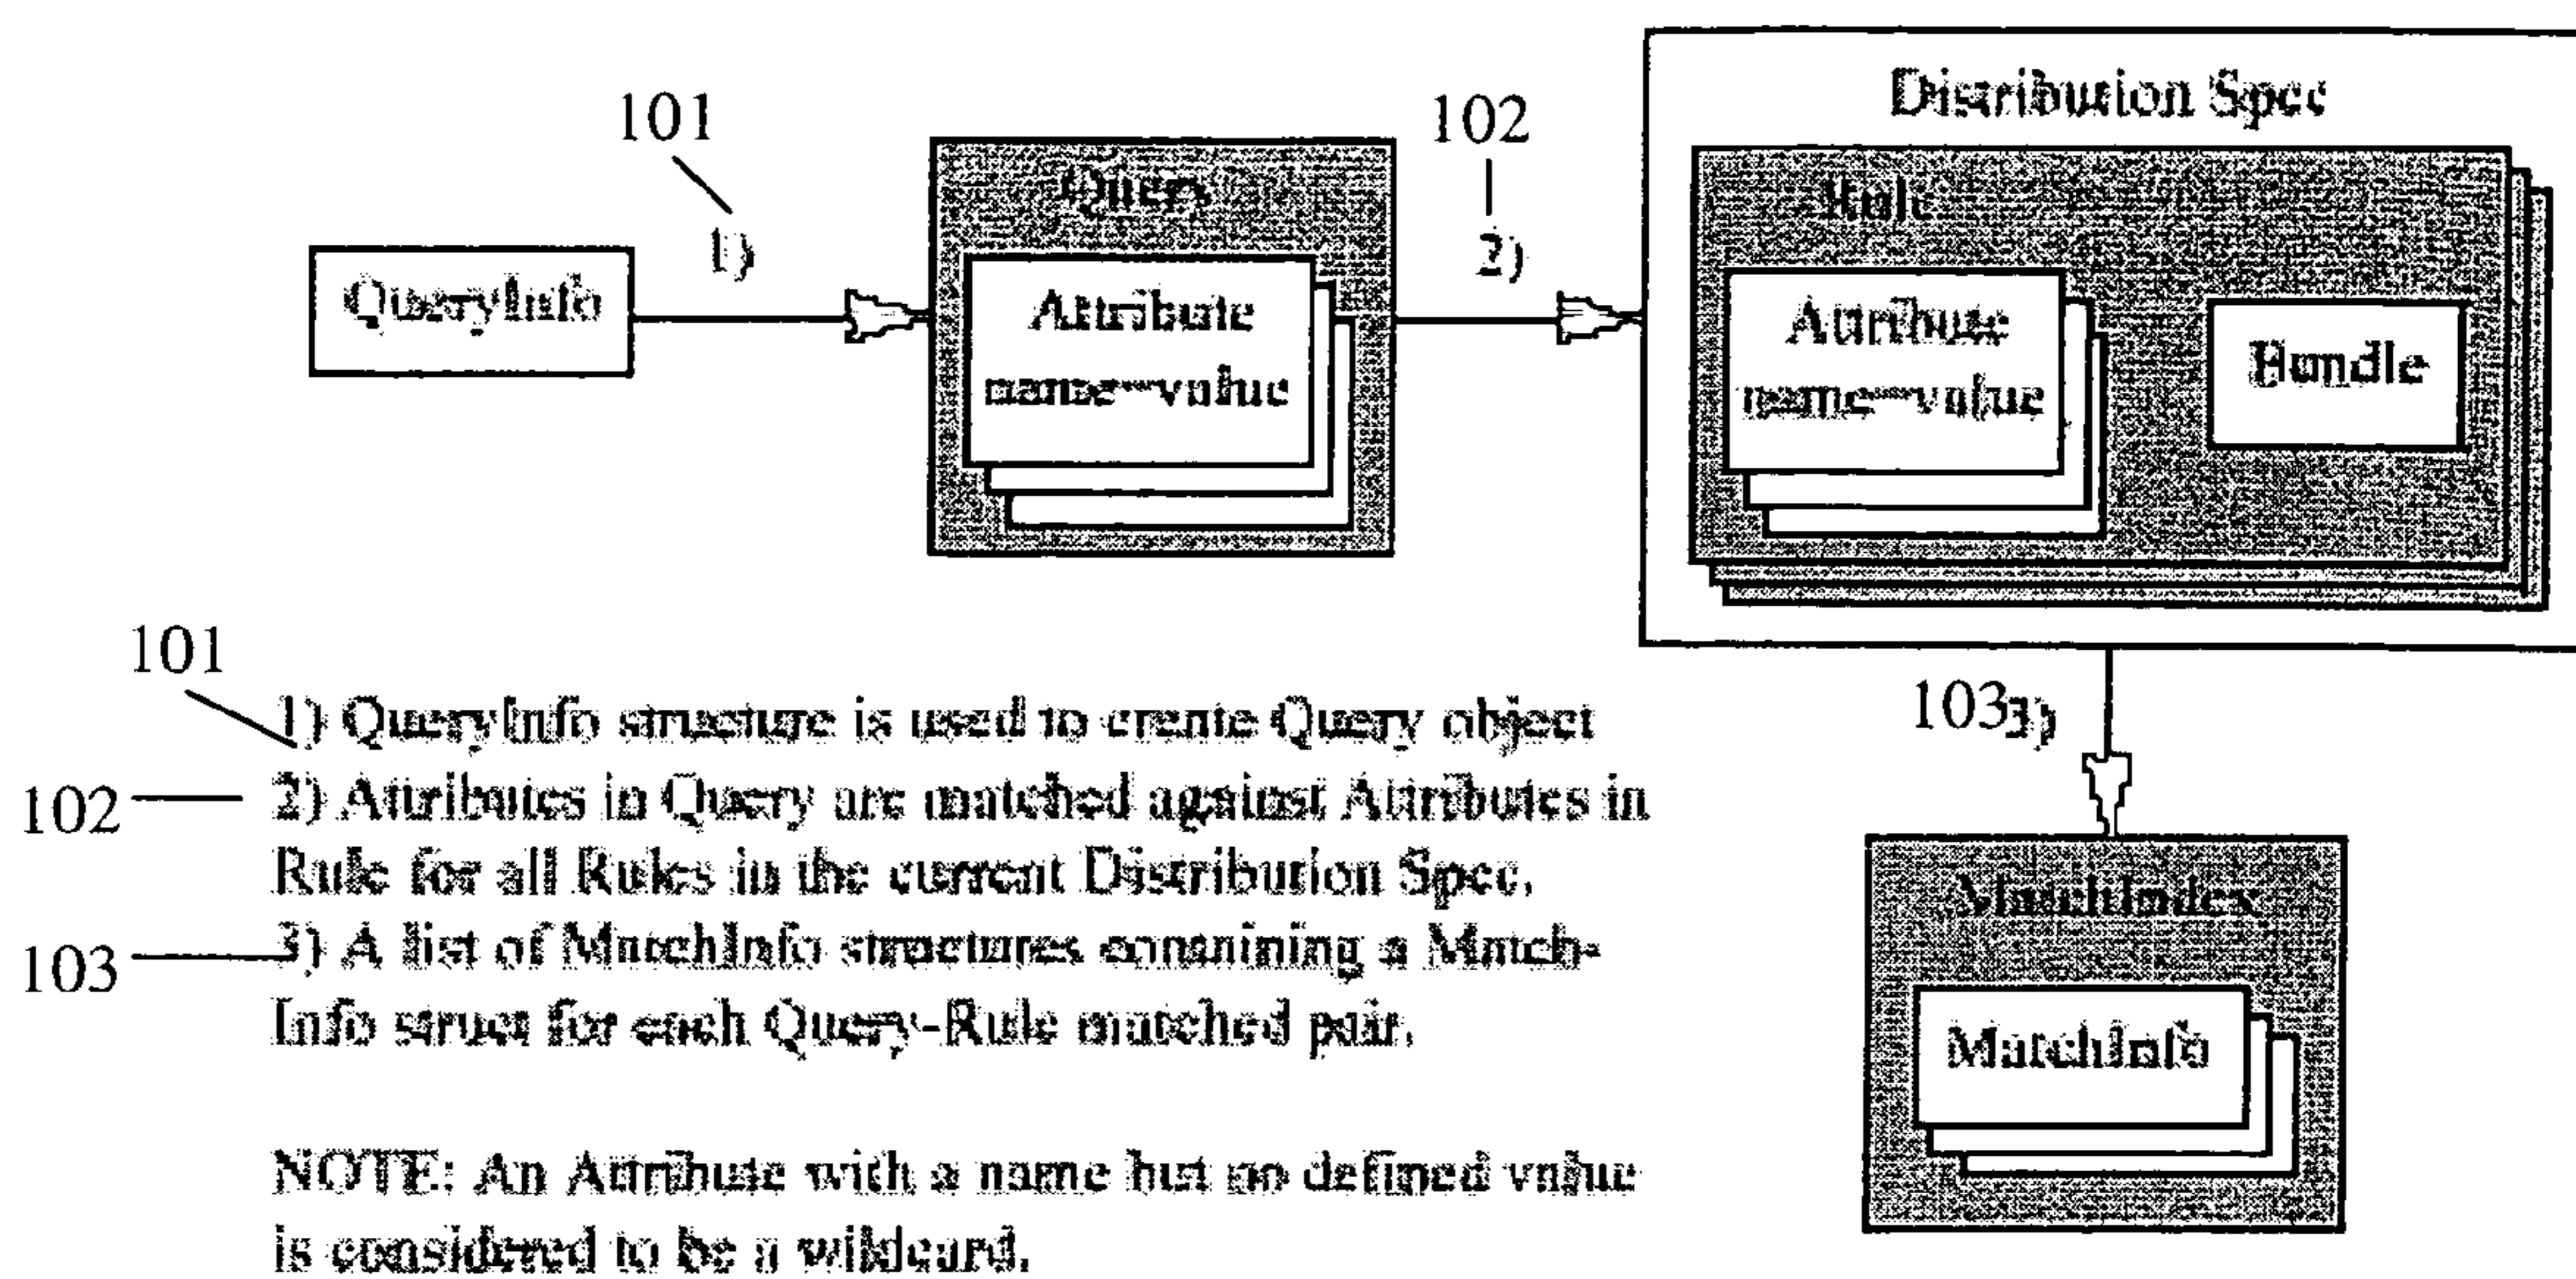 Distribution Spec
101
102
Query
Rule
1)
2)
QueryInfo
Attribute
name=value
Attribute
name=value
Bundle
101
1) QueryInfo structure is used to create Query object
102
2) Attributes in Query are matched against Attributes in
Rule for all Rules in the current Distribution Spec.
103
3) A list of MatchInfo structures containing a Match-
Info struct for each Query-Rule matched pair.
NOTE: An Attribute with a name but no defined value
is considered to be a wildcard.
103
3)
MatchIndex
MatchInfo